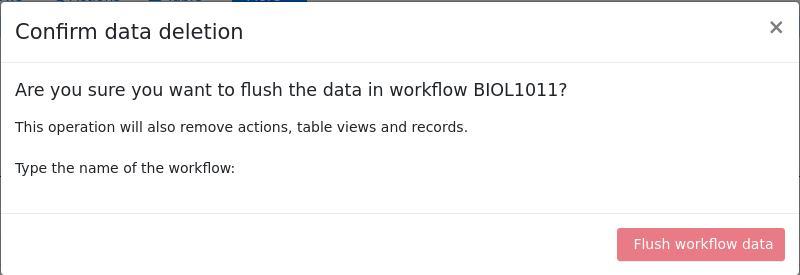 Confirm data deletion
×
Are you sure you want to flush the data in workflow BIOL1011?
This operation will also remove actions, table views and records.
Type the name of the workflow:
Flush workflow data